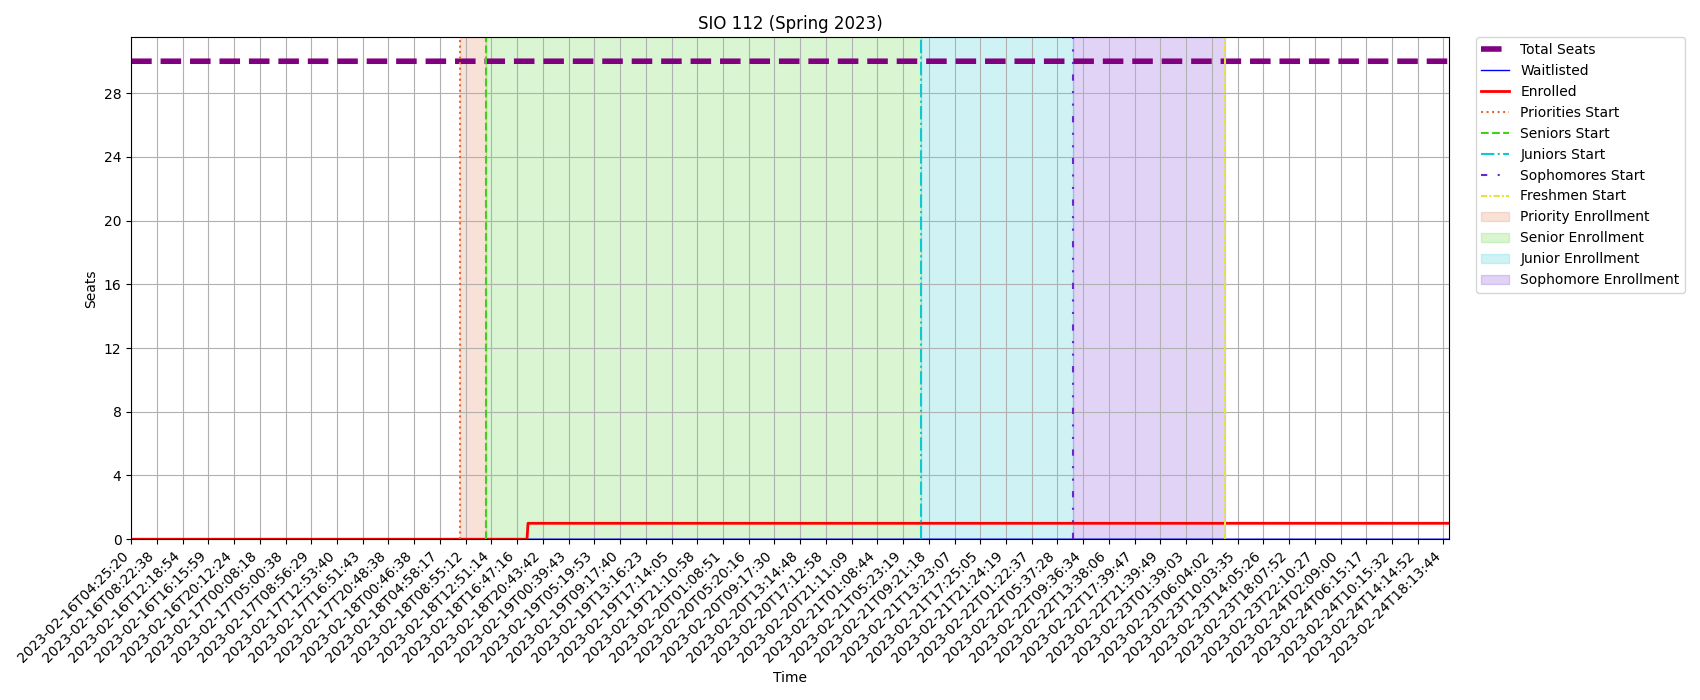 SIO 112 (Spring 2023)
Total Seats
Waitlisted
Enrolled
Priorities Start
Seniors Start
Juniors Start
Sophomores Start
Freshmen Start
Priority Enrollment
Senior Enrollment
Junior Enrollment
Sophomore Enrollment
Seats
28
24
20
16
12
8
4
0
2023-02-16T04:25:20
2023-02-16T08:22:38
2023-02-16T12:18:54
2023-02-16T16:15:59
2023-02-16T20:12:24
2023-02-17T00:08:18
2023-02-17T05:00:38
2023-02-17T08:56:29
2023-02-17T12:53:40
2023-02-17T16:51:43
2023-02-17T20:48:38
2023-02-18T00:46:38
2023-02-18T04:58:17
2023-02-18T08:55:12
2023-02-18T12:51:14
2023-02-18T16:47:16
2023-02-18T20:43:42
2023-02-19T00:39:43
2023-02-19T05:19:53
2023-02-19T09:17:40
2023-02-19T13:16:23
2023-02-19T17:14:05
2023-02-19T21:10:58
2023-02-20T01:08:51
2023-02-20T05:20:16
2023-02-20T09:17:30
2023-02-20T13:14:48
2023-02-20T17:12:58
2023-02-20T21:11:09
2023-02-21T01:08:44
2023-02-21T05:23:19
2023-02-21T09:21:18
2023-02-21T13:23:07
2023-02-21T17:25:05
2023-02-21T21:24:19
2023-02-22T01:22:37
2023-02-22T05:37:28
2023-02-22T09:36:34
2023-02-22T13:38:06
2023-02-22T17:39:47
2023-02-22T21:39:49
2023-02-23T01:39:03
2023-02-23T06:04:02
2023-02-23T10:03:35
2023-02-23T14:05:26
2023-02-23T18:07:52
2023-02-23T22:10:27
2023-02-24T02:09:00
2023-02-24T06:15:17
2023-02-24T10:15:32
2023-02-24T14:14:52
2023-02-24T18:13:44
Time